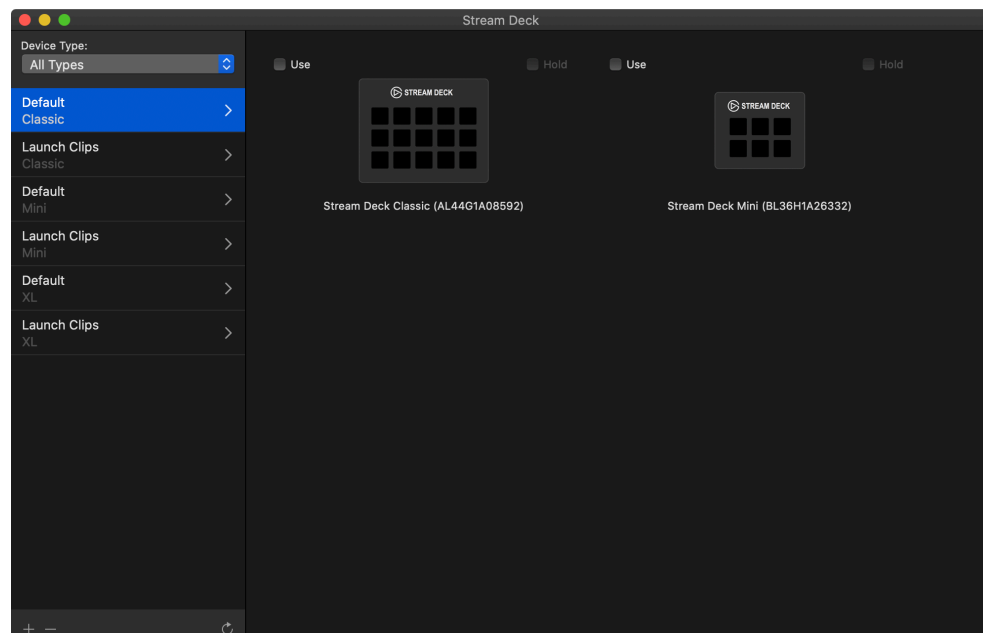 Stream Deck
Device Type:
All Types
Default
Classic
Launch Clips
Classic
Default
Mini
Launch Clips
Mini
Default
XL
Launch Clips
XL
Use Hold
STREAM DECK
Stream Deck Classic (AL44G1A08592)
Use Hold
STREAM DECK
Stream Deck Mini (BL36H1A26332)